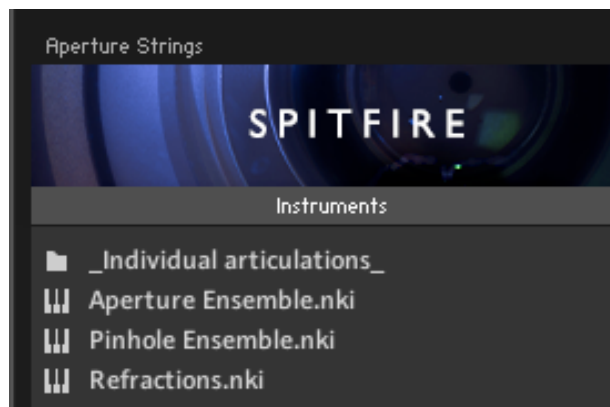 Aperture Strings
SPITFIRE
Instruments
_Individual articulations_
Aperture Ensemble.nki
Pinhole Ensemble.nki
Refractions.nki